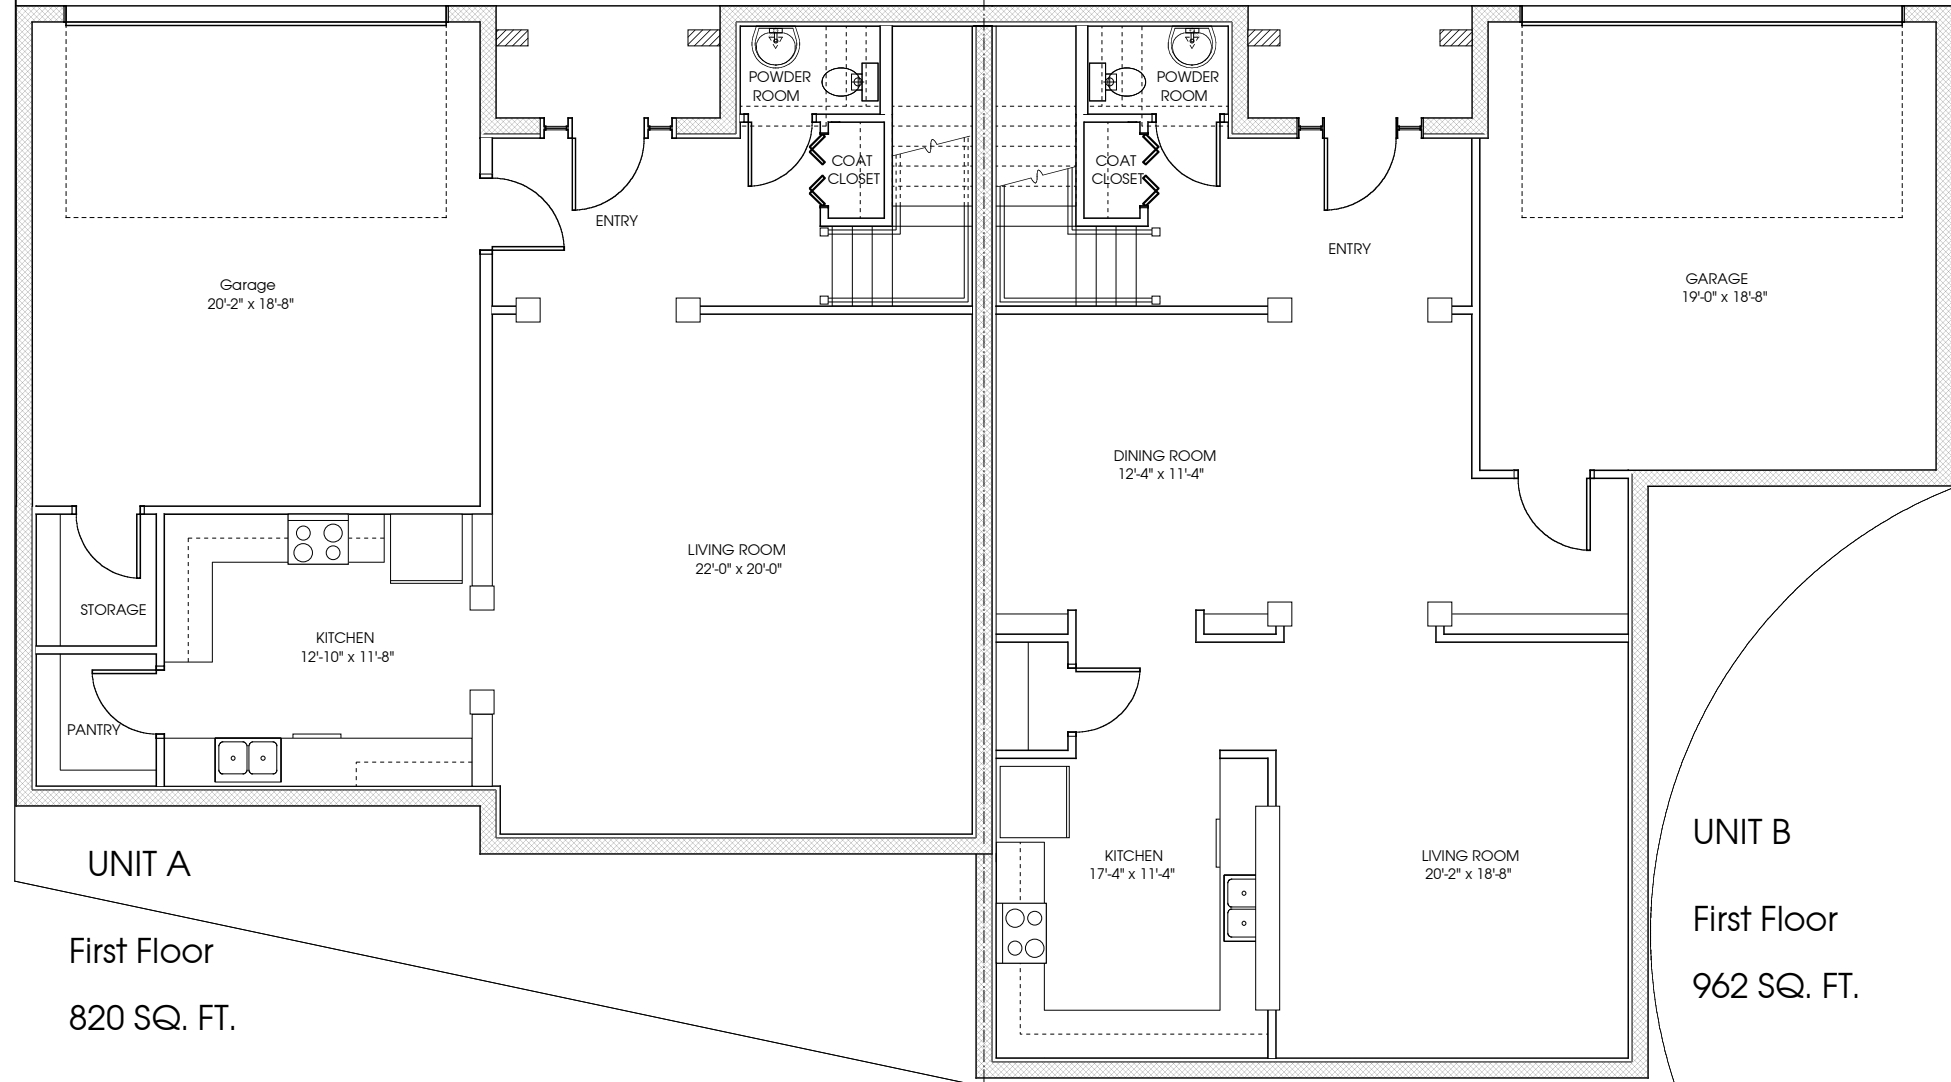 POWDER
ROOM
COAT
CLOSET
ENTRY
Garage
20'-2" x 18'-8"
LIVING ROOM
22'-0" x 20'-0"
STORAGE
KITCHEN
12'-10" x 11'-8"
PANTRY
UNIT A
First Floor
820 SQ. FT.
POWDER
ROOM
COAT
CLOSET
ENTRY
GARAGE
19'-0" x 18'-8"
DINING ROOM
12'-4" x 11'-4"
KITCHEN
17'-4" x 11'-4"
LIVING ROOM
20'-2" x 18'-8"
UNIT B
First Floor
962 SQ. FT.